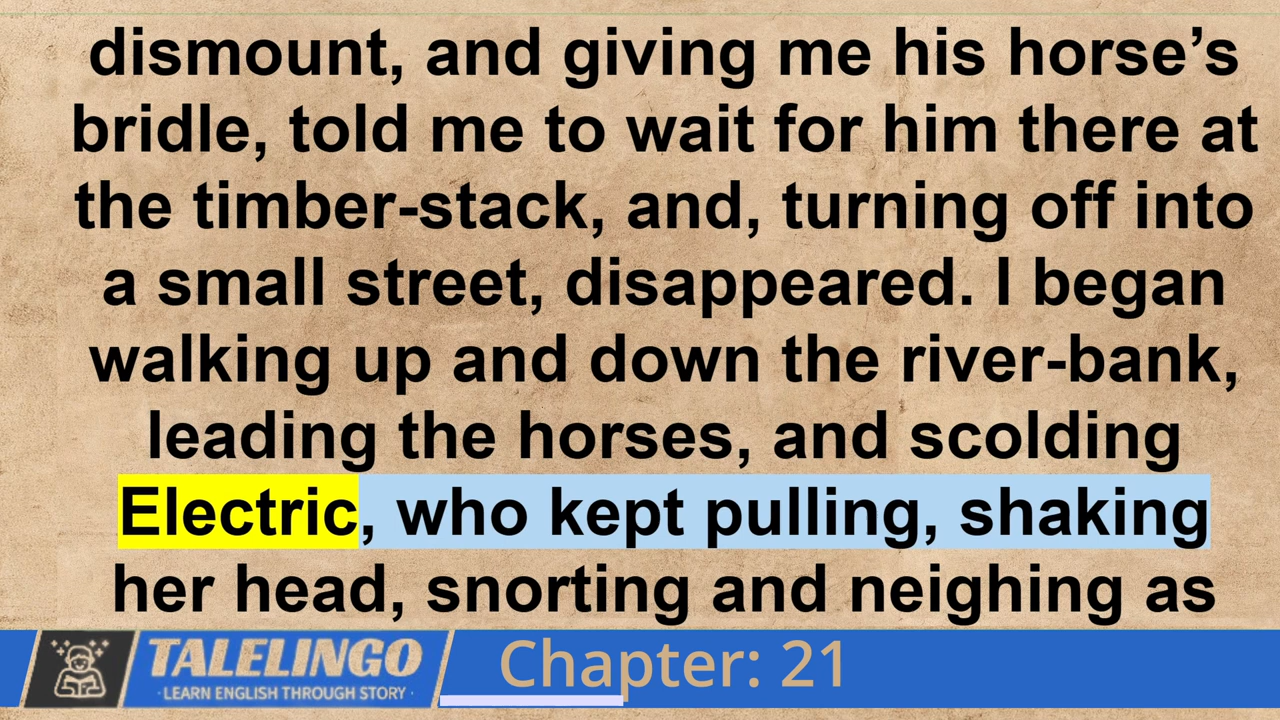 dismount, and giving me his horse’s
bridle, told me to wait for him there at
the timber-stack, and, turning off into
a small street, disappeared. I began
walking up and down the river-bank,
leading the horses, and scolding
Electric, who kept pulling, shaking
her head, snorting and neighing as
TALELINGO
· LEARN ENGLISH THROUGH STORY ·
Chapter: 21